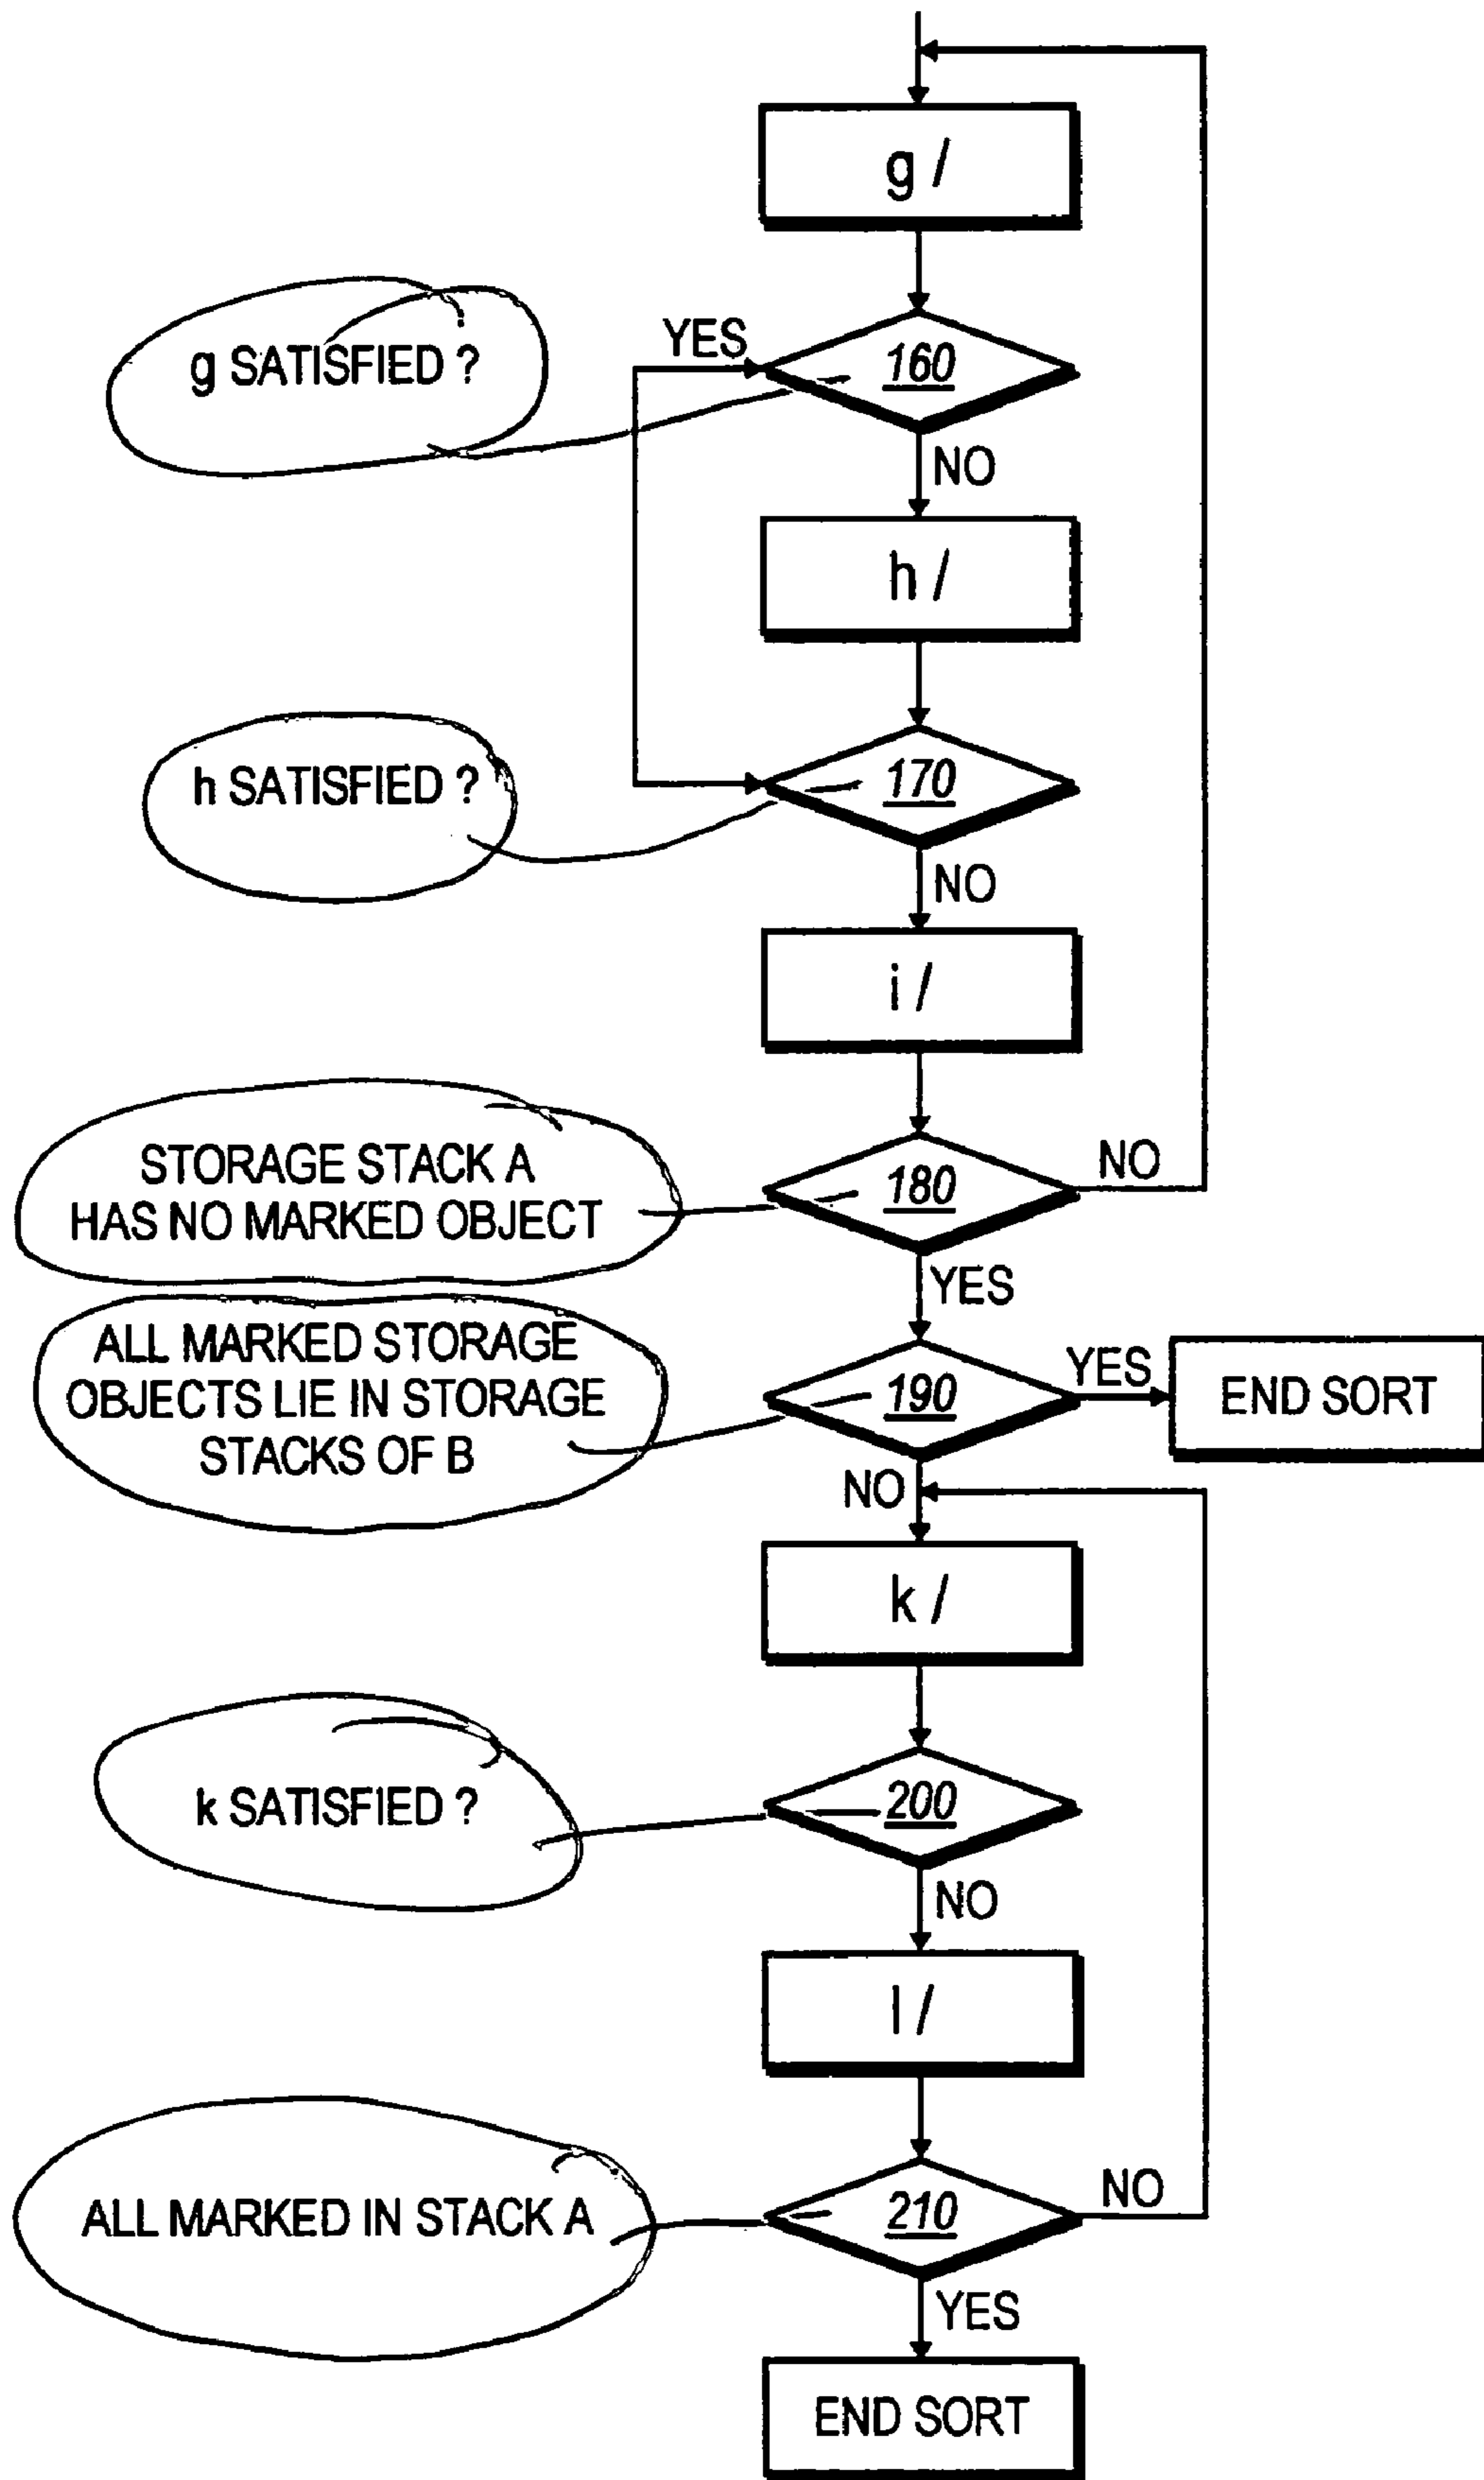 g /
g SATISFIED ?
YES
160
NO
h /
h SATISFIED ?
170
NO
i /
STORAGE STACK A
HAS NO MARKED OBJECT
180
NO
YES
ALL MARKED STORAGE
OBJECTS LIE IN STORAGE
STACKS OF B
190
YES
END SORT
NO
k /
k SATISFIED ?
200
NO
l /
ALL MARKED IN STACK A
210
NO
YES
END SORT